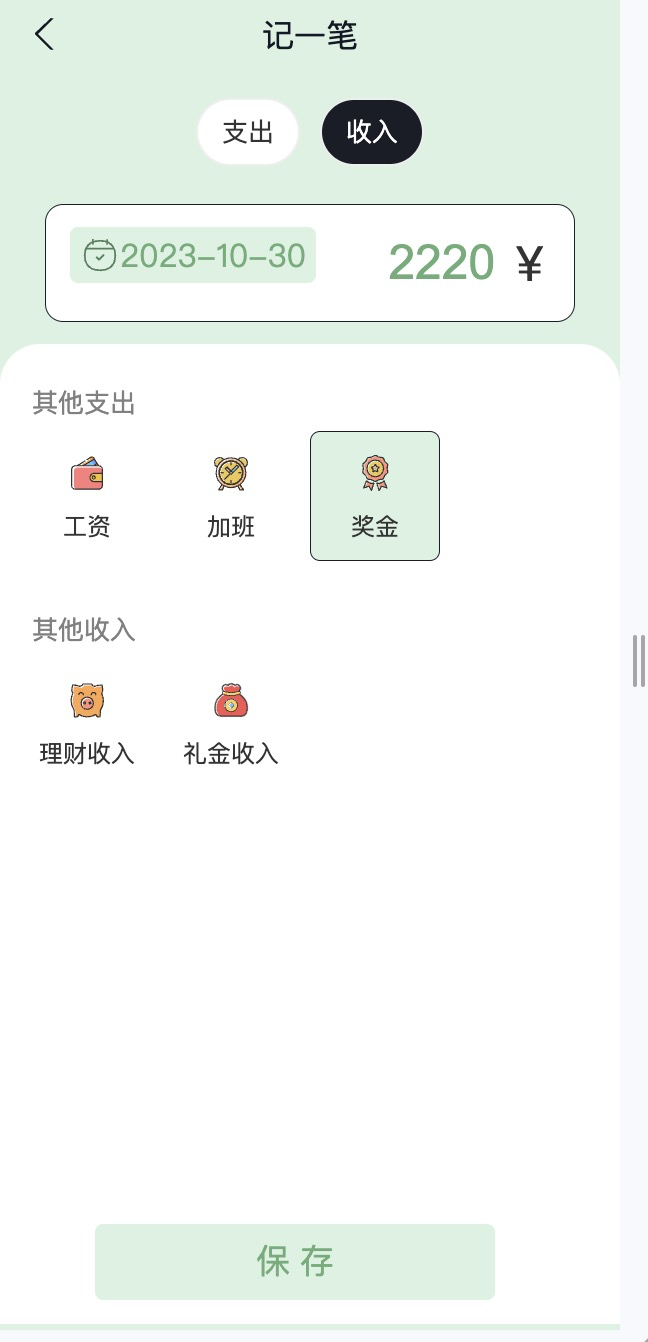 记一笔
支出 收入
2023-10-30 2220 ¥
其他支出
工资 加班 奖金
其他收入
理财收入 礼金收入
保存